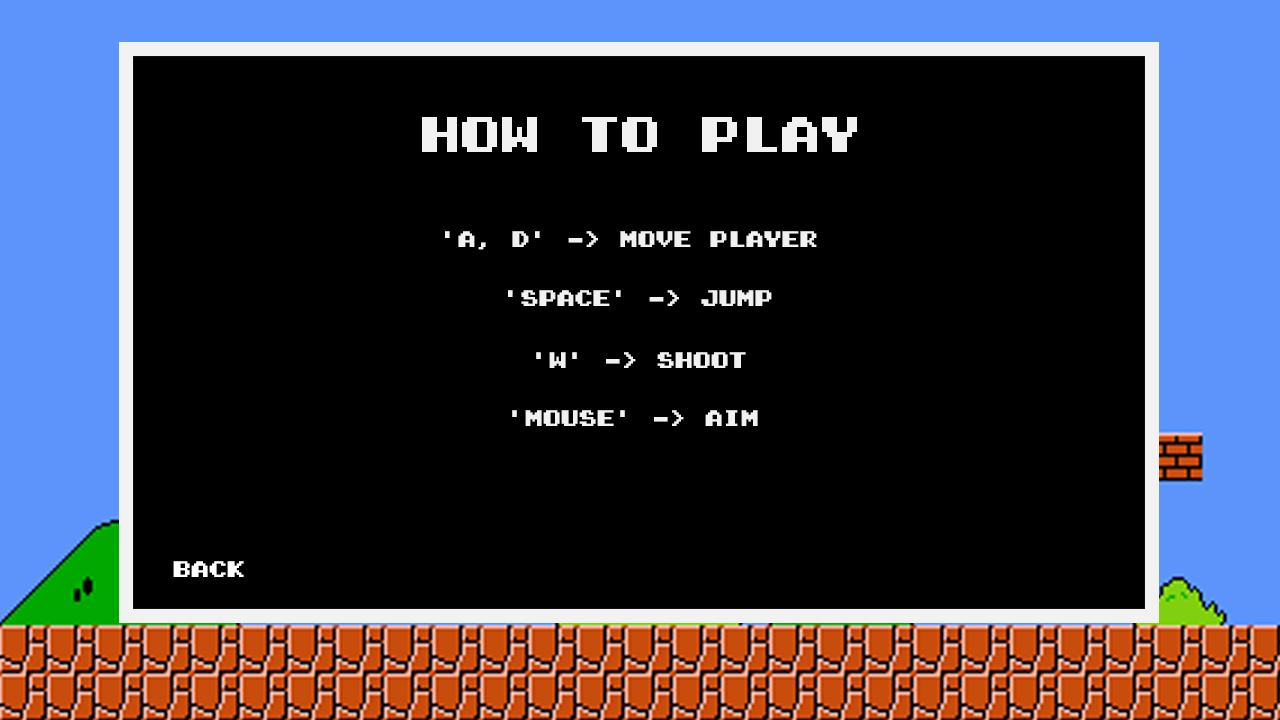 HOW TO PLAY
'A, D' -> MOVE PLAYER
'SPACE' -> JUMP
'W' -> SHOOT
'MOUSE' -> AIM
BACK